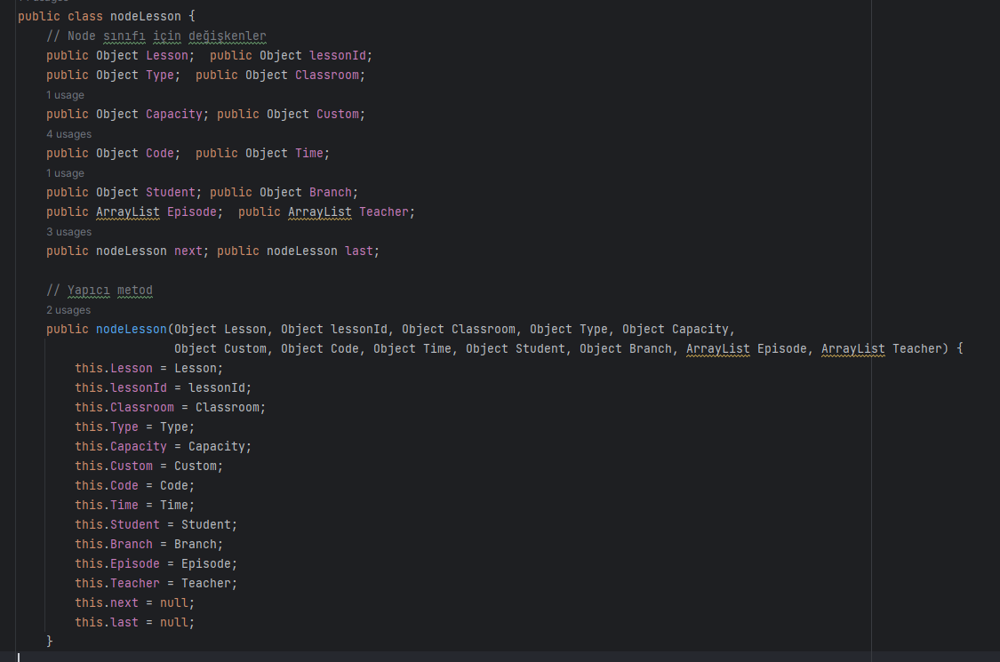 public class nodeLesson {
// Node sınıfı için değişkenler
public Object Lesson;  public Object lessonId;
public Object Type;  public Object Classroom;
1 usage
public Object Capacity; public Object Custom;
4 usages
public Object Code;  public Object Time;
1 usage
public Object Student; public Object Branch;
public ArrayList Episode;  public ArrayList Teacher;
3 usages
public nodeLesson next; public nodeLesson last;
// Yapıcı metod
2 usages
public nodeLesson(Object Lesson, Object lessonId, Object Classroom, Object Type, Object Capacity,
Object Custom, Object Code, Object Time, Object Student, Object Branch, ArrayList Episode, ArrayList Teacher) {
this.Lesson = Lesson;
this.lessonId = lessonId;
this.Classroom = Classroom;
this.Type = Type;
this.Capacity = Capacity;
this.Custom = Custom;
this.Code = Code;
this.Time = Time;
this.Student = Student;
this.Branch = Branch;
this.Episode = Episode;
this.Teacher = Teacher;
this.next = null;
this.last = null;
}